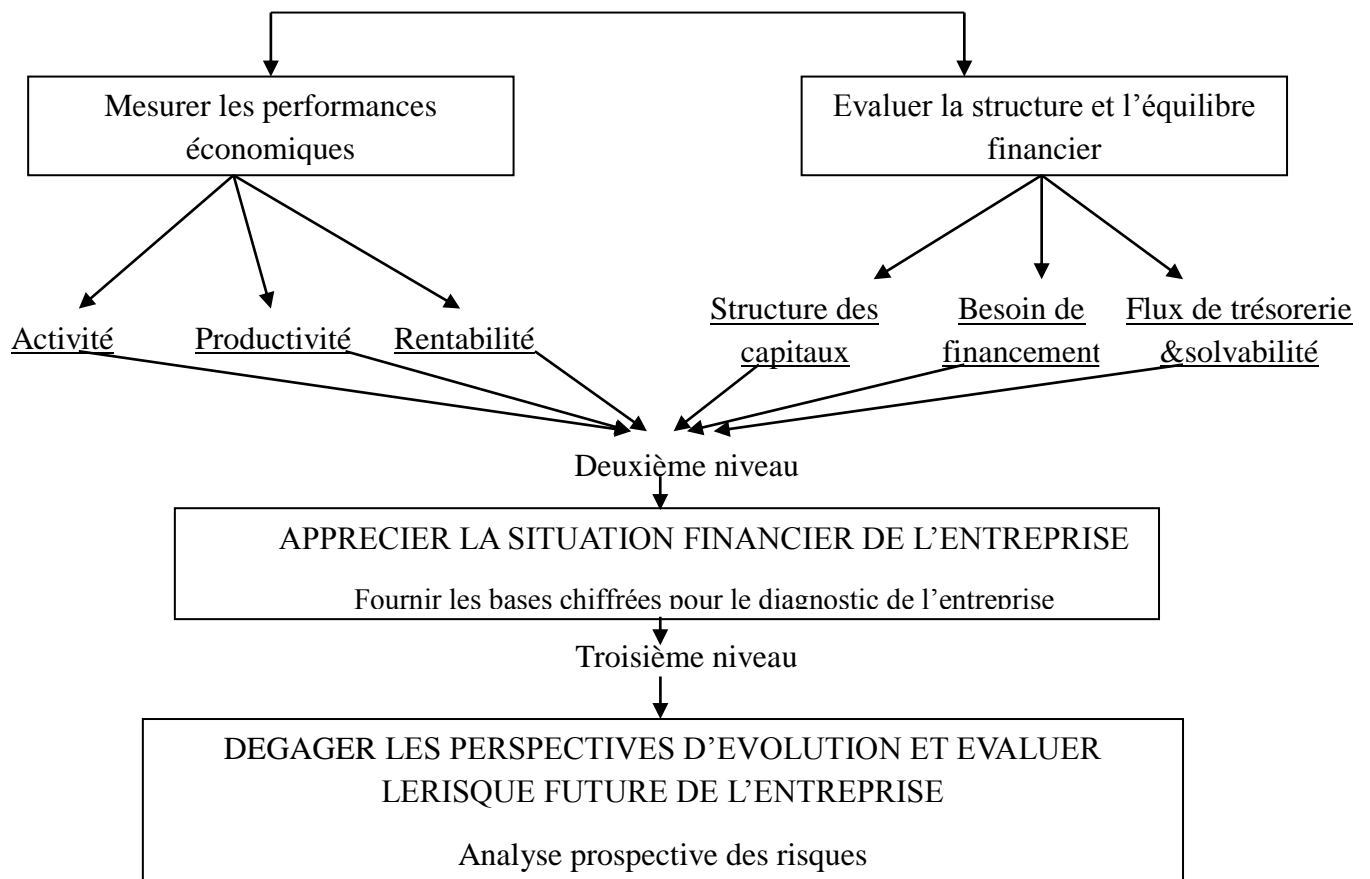 Mesurer les performances
économiques
Evaluer la structure et l’équilibre
financier
Activité
Productivité
Rentabilité
Structure des
capitaux
Besoin de
financement
Flux de trésorerie
&solvabilité
Deuxième niveau
APPRECIER LA SITUATION FINANCIER DE L’ENTREPRISE
Fournir les bases chiffrées pour le diagnostic de l’entreprise
Troisième niveau
DEGAGER LES PERSPECTIVES D’EVOLUTION ET EVALUER
LERISQUE FUTURE DE L’ENTREPRISE
Analyse prospective des risques